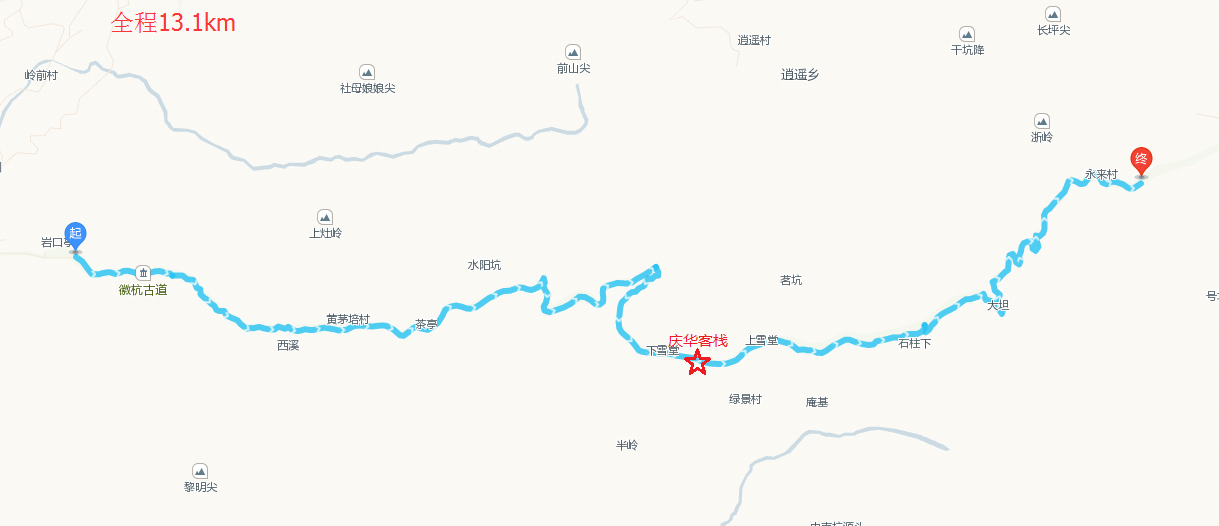 全程13.1km
长坪尖
干坑降
逍遥村
前山尖
逍遥乡
岭前村
社母娘娘尖
浙岭
终
永来村
上灶岭
起
岩口亭
水阳坑
茗坑
徽杭古道
大坦
黄茅培村
茶亭
西溪
庆华客栈
上雪堂
石柱下
下雪堂
绿景村
庵基
半岭
黎明尖